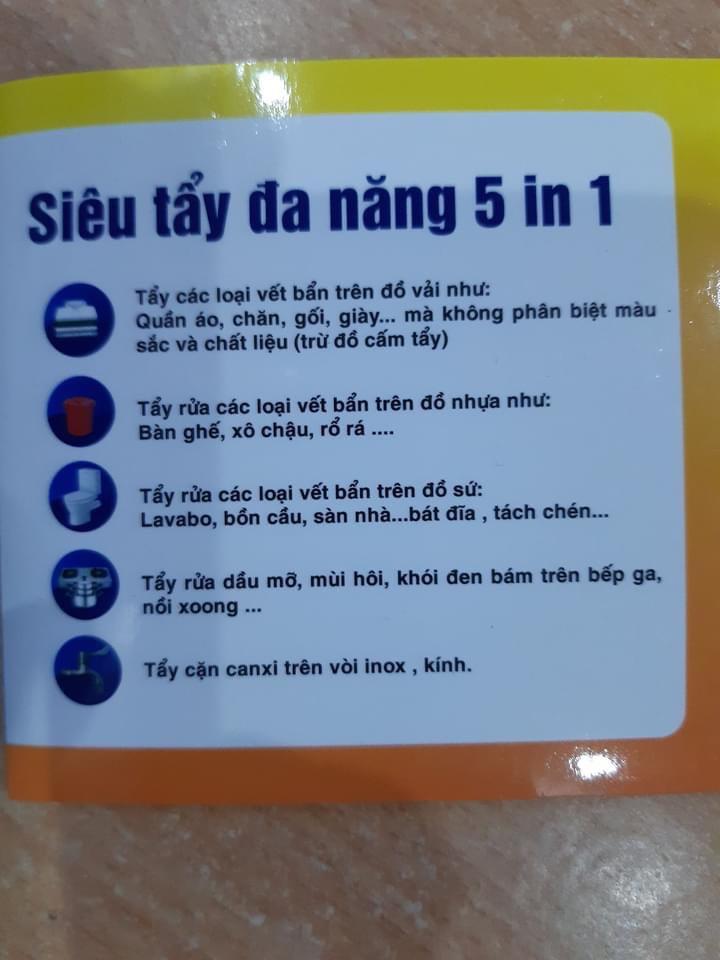 Siêu tẩy đa năng 5 in 1
Tẩy các loại vết bẩn trên đồ vải như:
Quần áo, chăn, gối, giày... mà không phân biệt màu
sắc và chất liệu (trừ đồ cấm tẩy)
Tẩy rửa các loại vết bẩn trên đồ nhựa như:
Bàn ghế, xô chậu, rổ rá ....
Tẩy rửa các loại vết bẩn trên đồ sứ:
Lavabo, bồn cầu, sàn nhà...bát đĩa , tách chén...
Tẩy rửa dầu mỡ, mùi hôi, khói đen bám trên bếp ga,
nồi xoong ...
Tẩy cặn canxi trên vòi inox , kính.